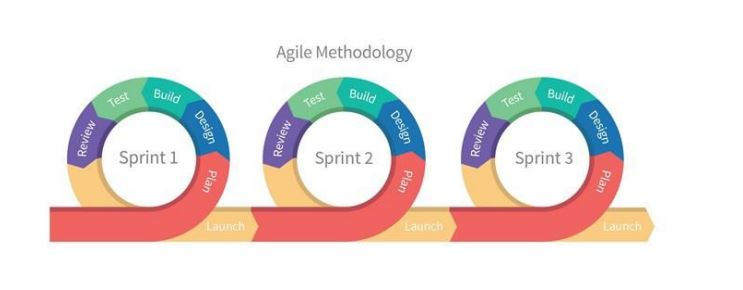 Agile Methodology
Sprint 1
Plan
Design
Build
Test
Review
Launch
Sprint 2
Plan
Design
Build
Test
Review
Launch
Sprint 3
Plan
Design
Build
Test
Review
Launch